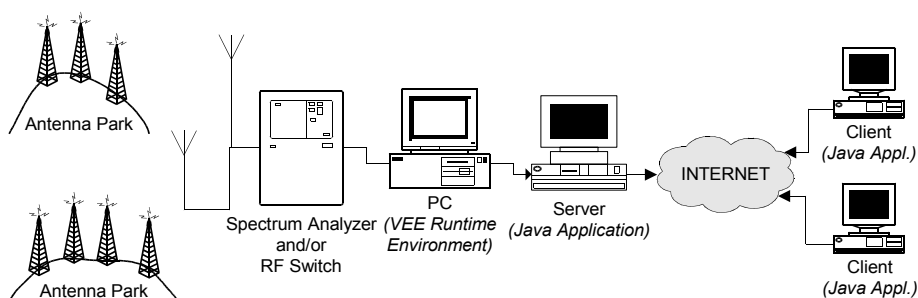 Antenna Park
Antenna Park
Spectrum Analyzer
and/or
RF Switch
PC
(VEE Runtime
Environment)
Server
(Java Application)
INTERNET
Client
(Java Appl.)
Client
(Java Appl.)